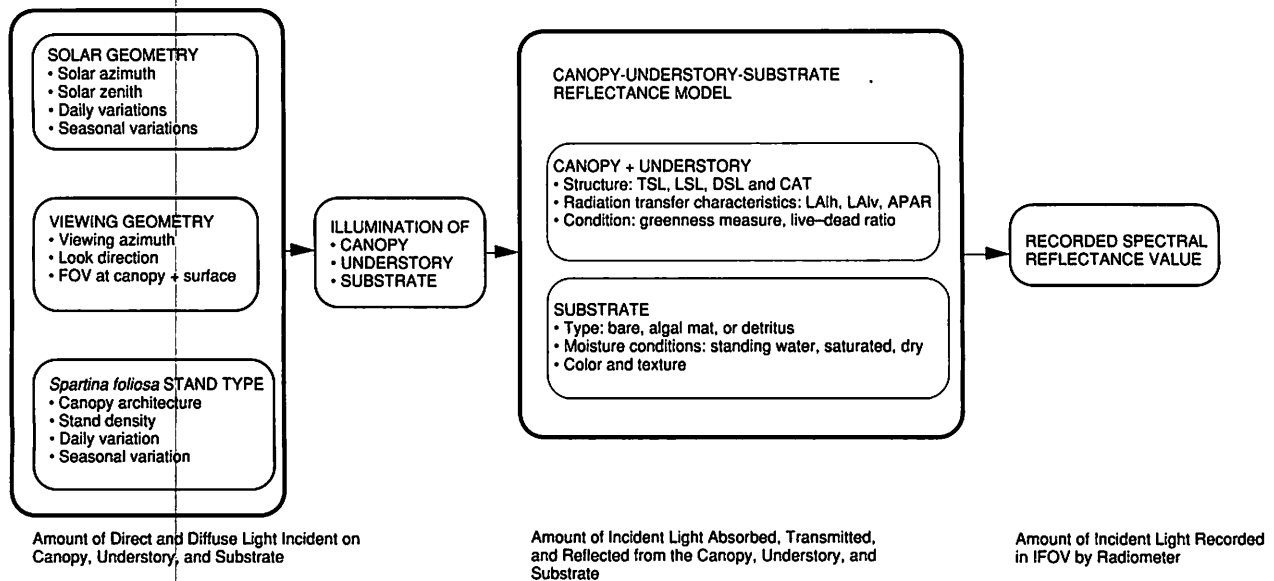 SOLAR GEOMETRY
• Solar azimuth
• Solar zenith
• Daily variations
• Seasonal variations
VIEWING GEOMETRY
• Viewing azimuth
• Look direction
• FOV at canopy + surface
Spartina foliosa STAND TYPE
• Canopy architecture
• Stand density
• Daily variation
• Seasonal variation
Amount of Direct and Diffuse Light Incident on
Canopy, Understory, and Substrate
ILLUMINATION OF
• CANOPY
• UNDERSTORY
• SUBSTRATE
CANOPY-UNDERSTORY-SUBSTRATE
REFLECTANCE MODEL
CANOPY + UNDERSTORY
• Structure: TSL, LSL, DSL and CAT
• Radiation transfer characteristics: LAIh, LAIv, APAR
• Condition: greenness measure, live–dead ratio
SUBSTRATE
• Type: bare, algal mat, or detritus
• Moisture conditions: standing water, saturated, dry
• Color and texture
Amount of Incident Light Absorbed, Transmitted,
and Reflected from the Canopy, Understory, and
Substrate
RECORDED SPECTRAL
REFLECTANCE VALUE
Amount of Incident Light Recorded
in IFOV by Radiometer